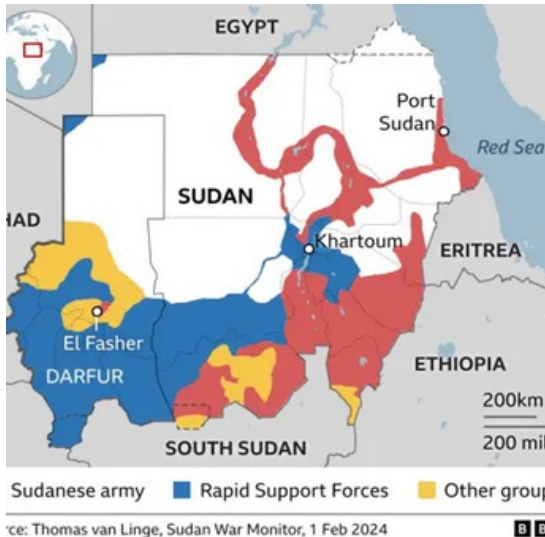 EGYPT
Port
Sudan
Red Sea
SUDAN
HAD
Khartoum
ERITREA
El Fasher
DARFUR
ETHIOPIA
200km
200 mil
SOUTH SUDAN
Sudanese army Rapid Support Forces Other group
rce: Thomas van Linge, Sudan War Monitor, 1 Feb 2024 B B